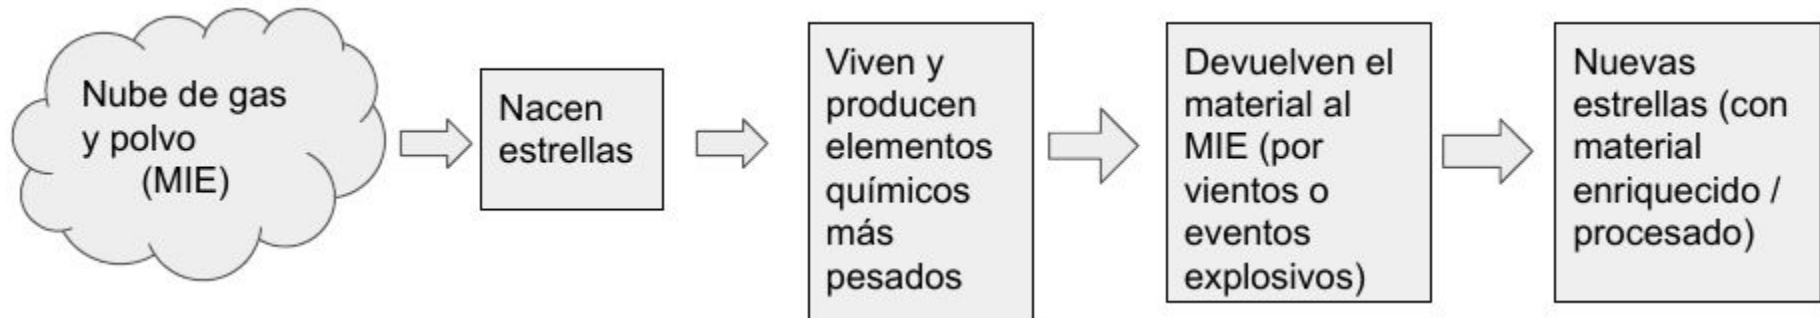 Nube de gas
y polvo
(MIE)
Nacen
estrellas
Viven y
producen
elementos
químicos
más
pesados
Devuelven el
material al
MIE (por
vientos o
eventos
explosivos)
Nuevas
estrellas (con
material
enriquecido /
procesado)